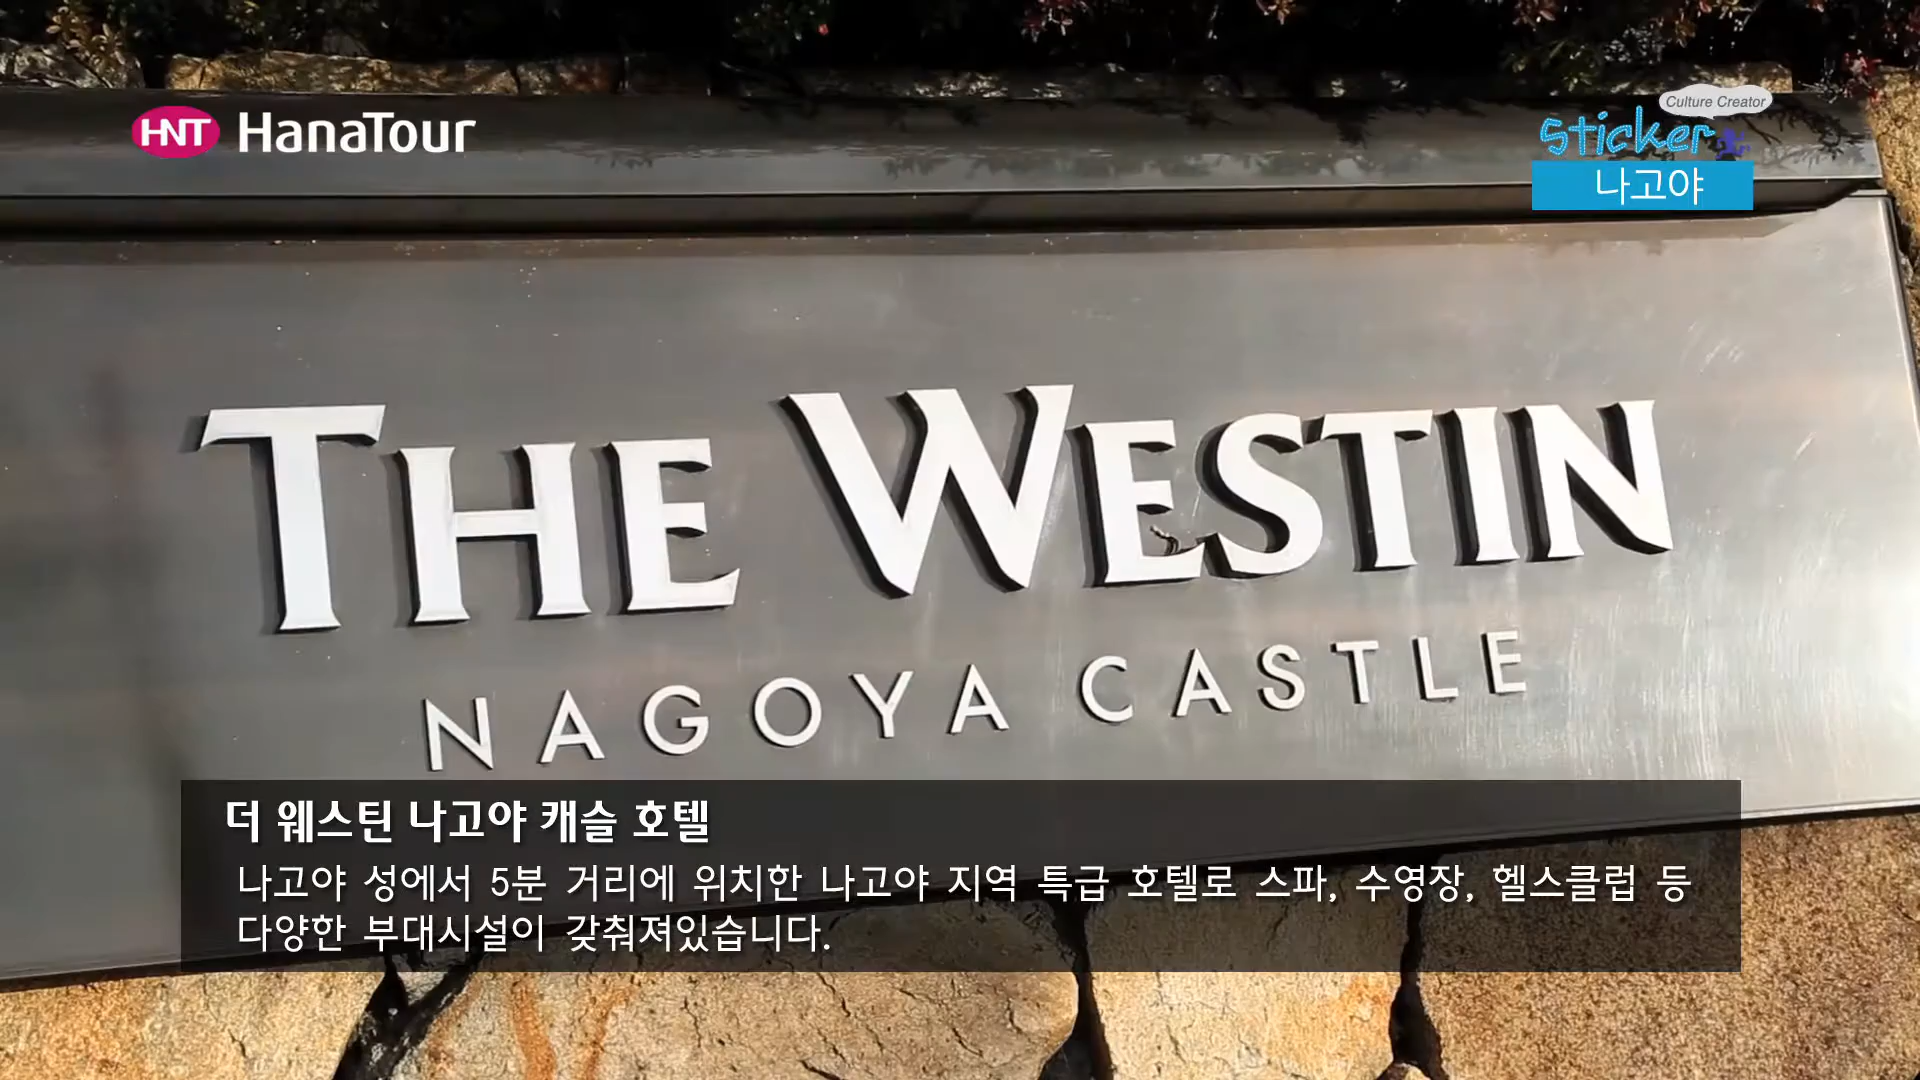 HNT HanaTour
Culture Creator
Sticker
나고야
THE WESTIN
NAGOYA CASTLE
더 웨스틴 나고야 캐슬 호텔
나고야 성에서 5분 거리에 위치한 나고야 지역 특급 호텔로 스파, 수영장, 헬스클럽 등
다양한 부대시설이 갖춰져있습니다.